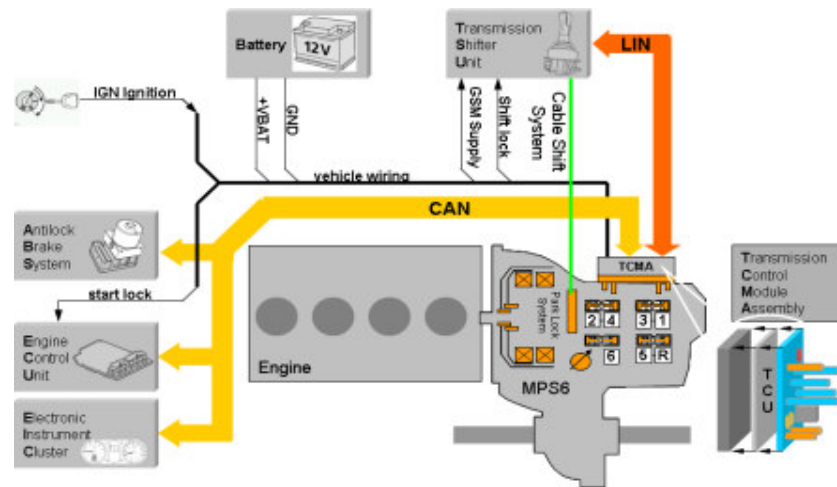 Battery
12V
Transmission
Shifter
Unit
LIN
IGN Ignition
+VBAT
GND
GSM Supply
Shift lock
Cable Shift
System
vehicle wiring
CAN
Antilock
Brake
System
start lock
Engine
Control
Unit
Electronic
Instrument
Cluster
Engine
Park Lock
System
TCMA
2 4 3 1
6 5 R
MPS6
Transmission
Control
Module
Assembly
TCU